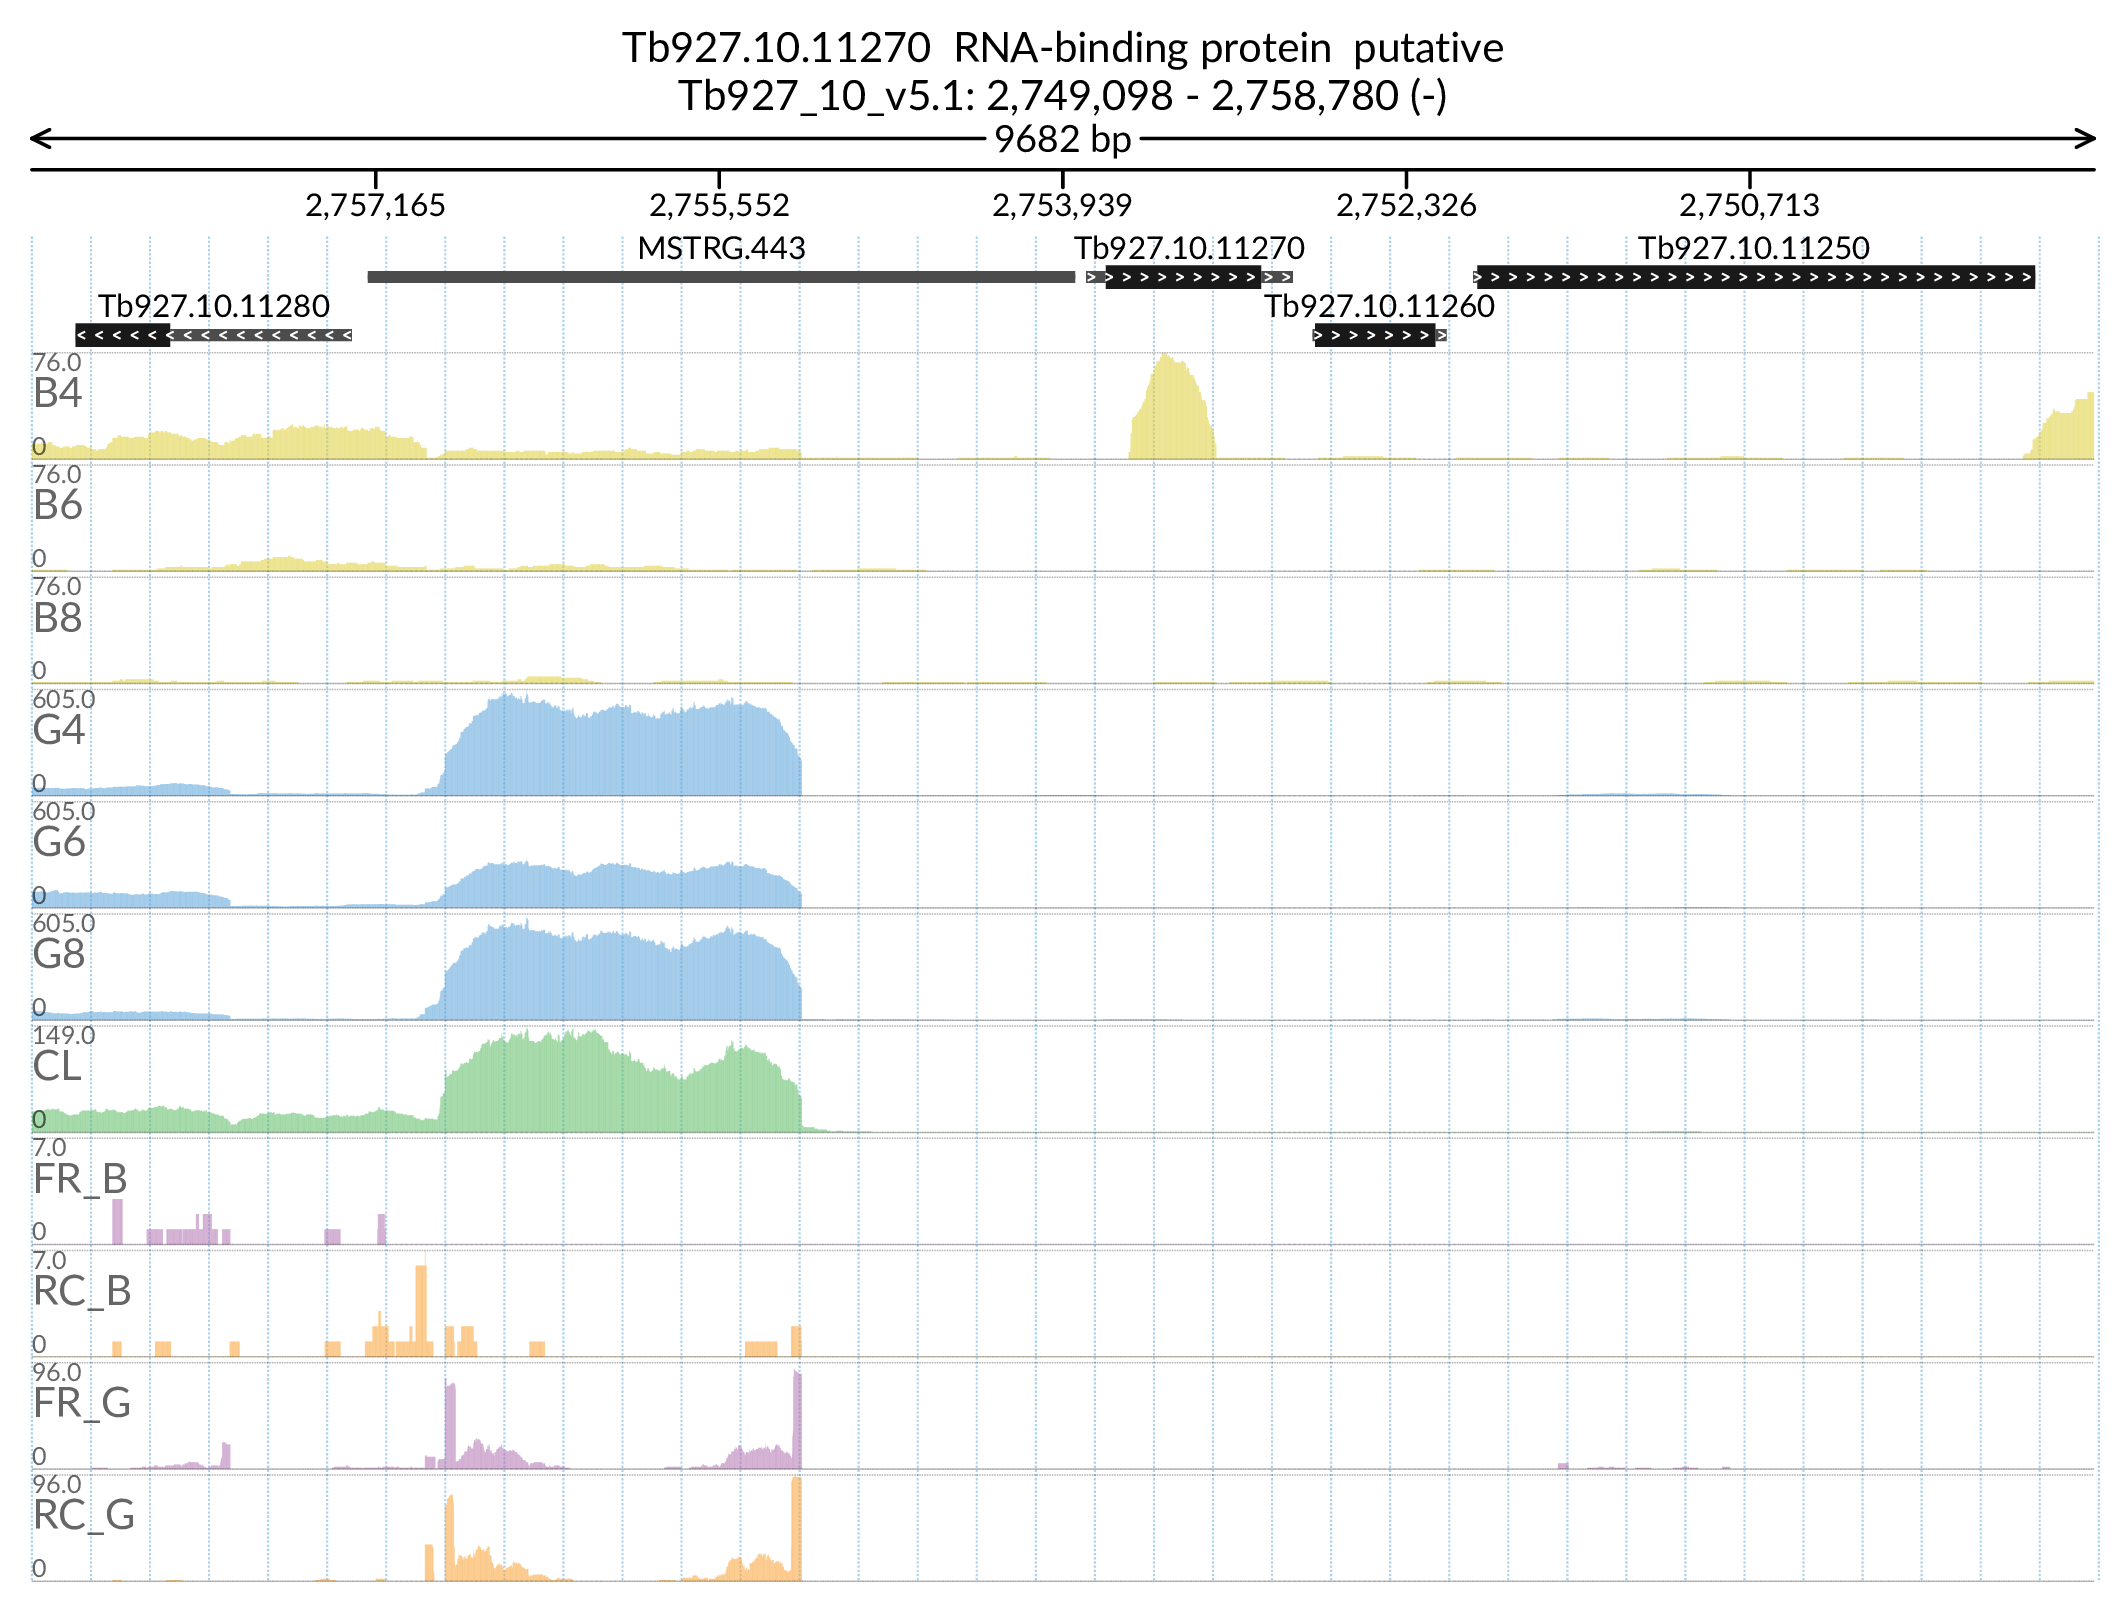 Tb927.10.11270  RNA-binding protein  putative
Tb927_10_v5.1: 2,749,098 - 2,758,780 (-)
9682 bp
2,757,165 2,755,552 2,753,939 2,752,326 2,750,713
MSTRG.443 Tb927.10.11270 Tb927.10.11250
Tb927.10.11280 Tb927.10.11260
76.0
B4
0
76.0
B6
0
76.0
B8
0
605.0
G4
0
605.0
G6
0
605.0
G8
0
149.0
CL
0
7.0
FR_B
0
7.0
RC_B
0
96.0
FR_G
0
96.0
RC_G
0